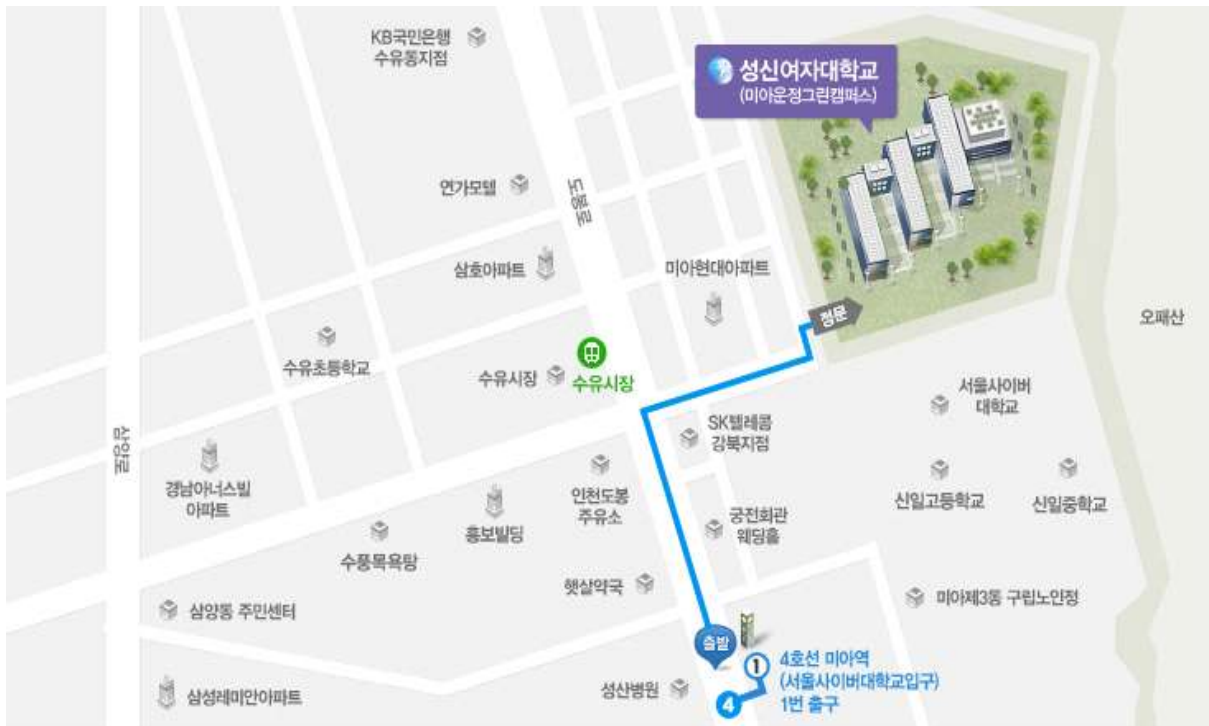 KB국민은행
수유동지점
성신여자대학교
(미아운정그린캠퍼스)
연가모텔
도봉로
삼호아파트
미아현대아파트
정문
오패산
수유초등학교
수유시장
수유시장
서울사이버
대학교
SK텔레콤
강북지점
삼양로
경남아너스빌
아파트
인천도봉
주유소
신일고등학교
신일중학교
홍보빌딩
궁전회관
웨딩홀
수풍목욕탕
햇살약국
미아제3동 구립노인정
삼양동 주민센터
출발
1
4호선 미아역
(서울사이버대학교입구)
1번 출구
4
성산병원
삼성레미안아파트